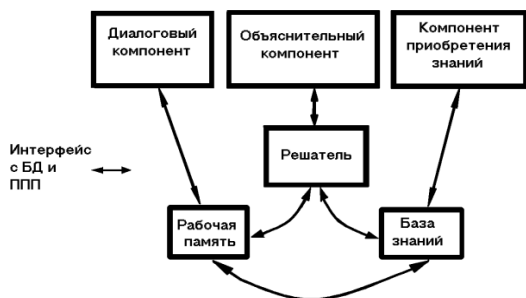 Диалоговый
компонент
Объяснительный
компонент
Компонент
приобретения
знаний
Интерфейс
с БД и
ППП
Решатель
Рабочая
память
База
знаний